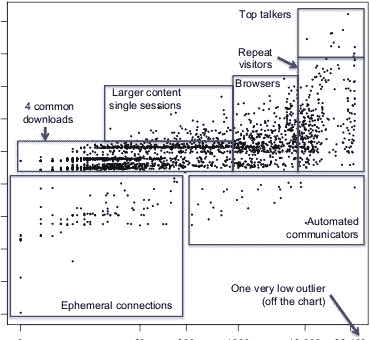 Top talkers
Repeat
visitors
Browsers
Larger content
single sessions
4 common
downloads
Automated
communicators
Ephemeral connections
One very low outlier
(off the chart)